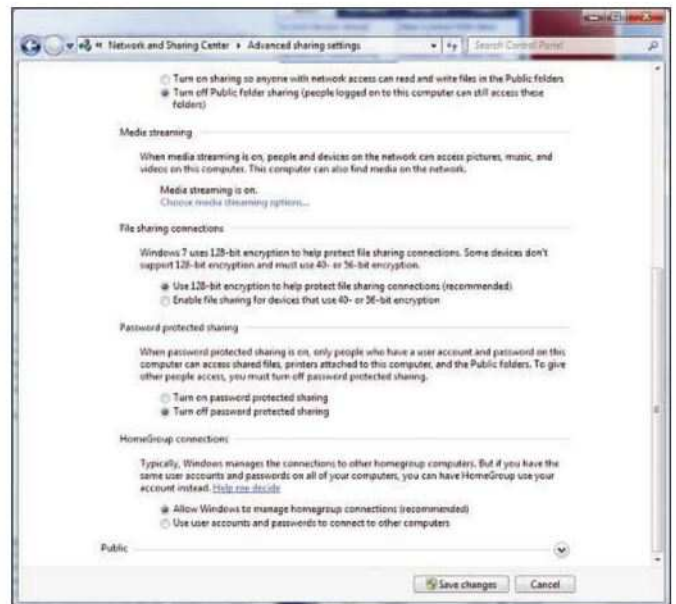 « Network and Sharing Center ▸ Advanced sharing settings
Search Control Panel
Turn on sharing so anyone with network access can read and write files in the Public folders
Turn off Public folder sharing (people logged on to this computer can still access these
folders)
Media streaming
When media streaming is on, people and devices on the network can access pictures, music, and
videos on this computer. This computer can also find media on the network.
Media streaming is on.
Choose media streaming options...
File sharing connections
Windows 7 uses 128-bit encryption to help protect file sharing connections. Some devices don't
support 128-bit encryption and must use 40- or 56-bit encryption.
Use 128-bit encryption to help protect file sharing connections (recommended)
Enable file sharing for devices that use 40- or 56-bit encryption
Password protected sharing
When password protected sharing is on, only people who have a user account and password on this
computer can access shared files, printers attached to this computer, and the Public folders. To give
other people access, you must turn off password protected sharing.
Turn on password protected sharing
Turn off password protected sharing
HomeGroup connections
Typically, Windows manages the connections to other homegroup computers. But if you have the
same user accounts and passwords on all of your computers, you can have HomeGroup use your
account instead. Help me decide
Allow Windows to manage homegroup connections (recommended)
Use user accounts and passwords to connect to other computers
Public
Save changes
Cancel